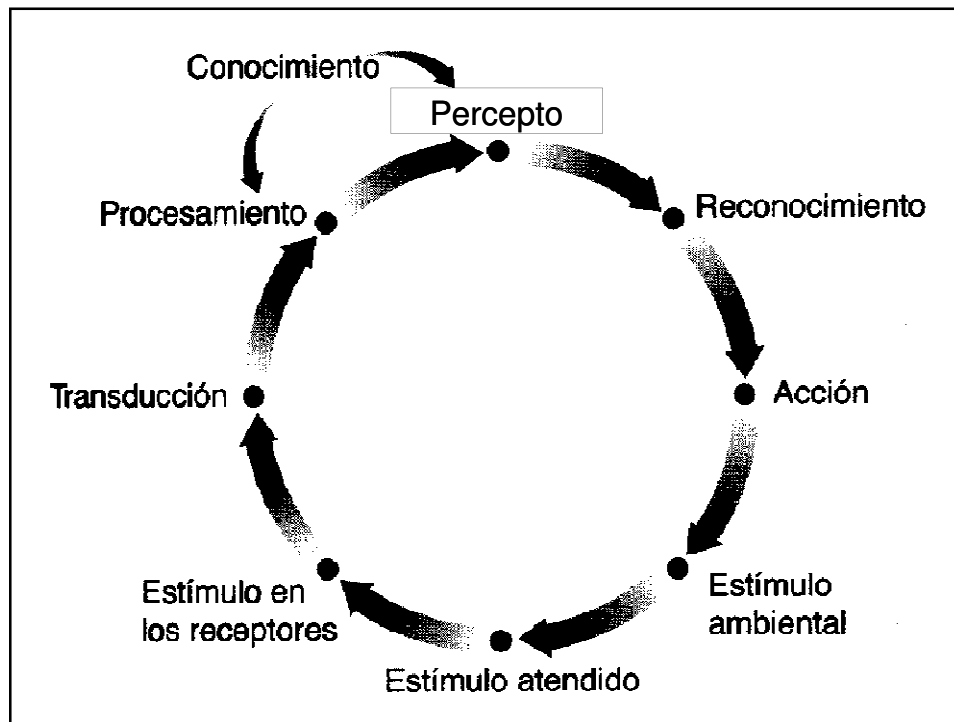 Conocimiento
Percepto
Procesamiento
Reconocimiento
Transducción
Acción
Estímulo en
los receptores
Estímulo
ambiental
Estímulo atendido